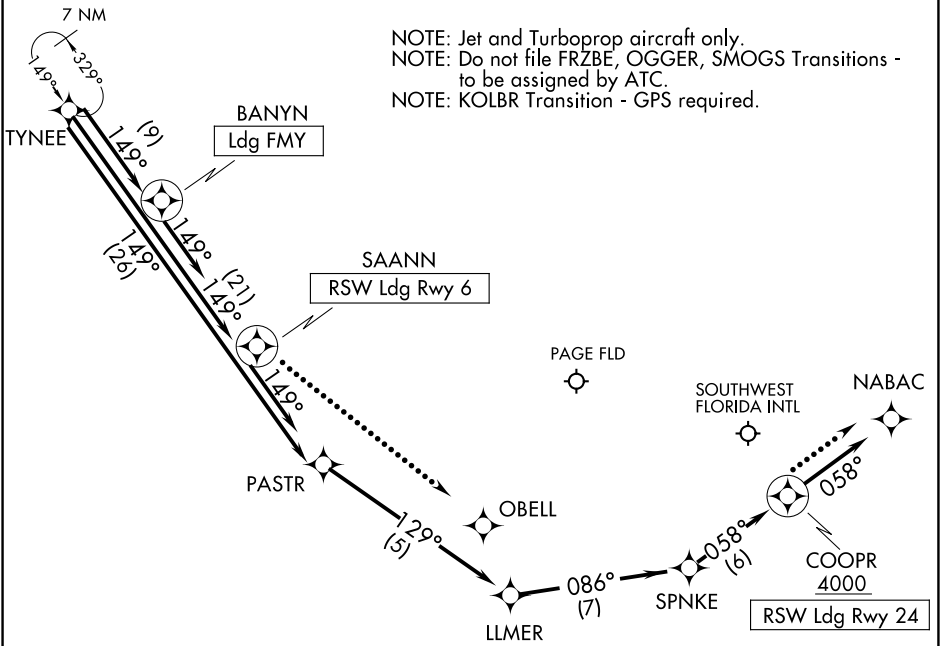 7 NM
NOTE: Jet and Turboprop aircraft only.
NOTE: Do not file FRZBE, OGGER, SMOGS Transitions -
to be assigned by ATC.
NOTE: KOLBR Transition - GPS required.
149°
329°
TYNEE
BANYN
Ldg FMY
(9)
149°
149°
(26)
149°
(21)
149°
SAANN
RSW Ldg Rwy 6
149°
PASTR
PAGE FLD
SOUTHWEST
FLORIDA INTL
NABAC
OBELL
129°
(5)
LLMER
086°
(7)
SPNKE
058°
(6)
058°
COOPR
4000
RSW Ldg Rwy 24